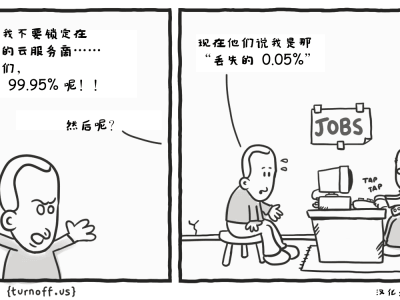 我不要锁定在
的云服务商……
们,
99.95% 呢!!
然后呢?
现在他们说我是那
“丢失的 0.05%”
JOBS
TAP
TAP
{turnoff.us}
汉化